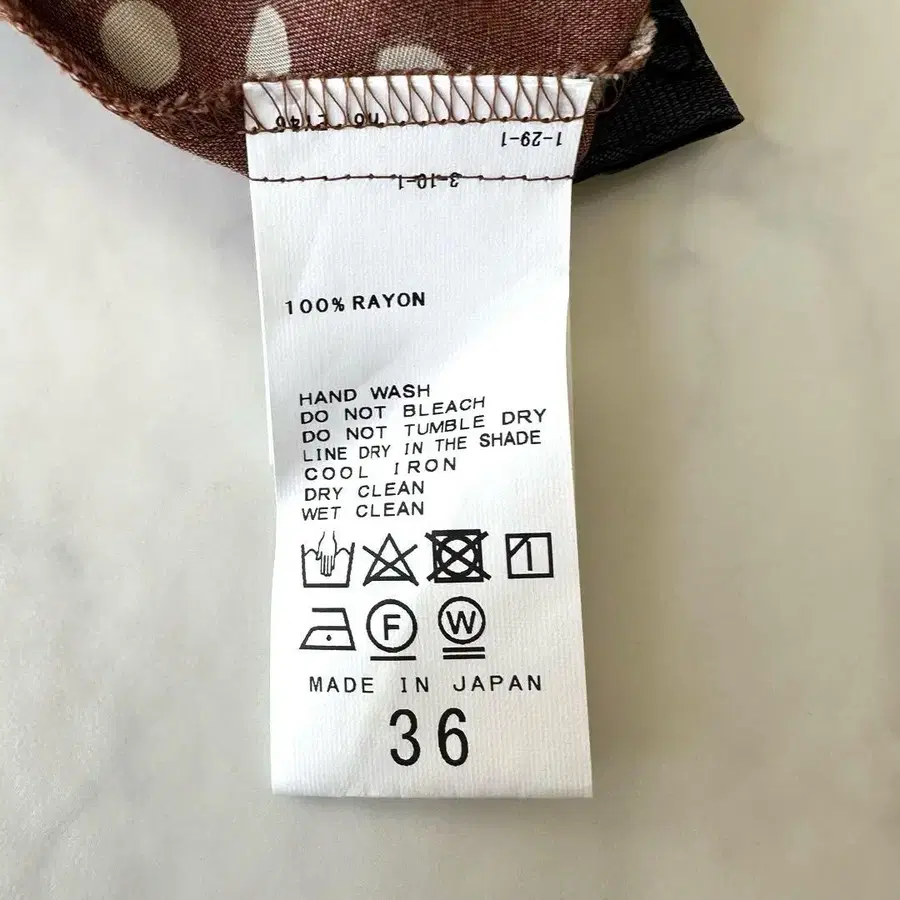 1-29-1
3-10-1
100% RAYON
HAND WASH
DO NOT BLEACH
DO NOT TUMBLE DRY
LINE DRY IN THE SHADE
COOL IRON
DRY CLEAN
WET CLEAN
F W
MADE IN JAPAN
36